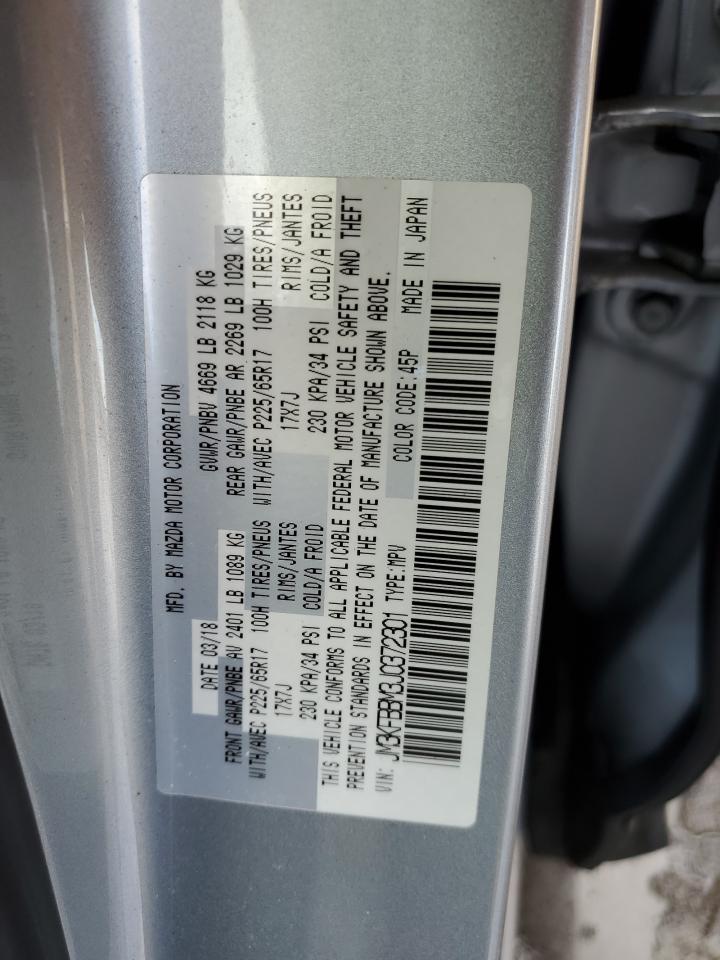 MFD. BY MAZDA MOTOR CORPORATION
DATE 03/18 GVWR/PNBV 4669 LB 2118 KG
FRONT GAWR/PNBE AV 2401 LB 1089 KG REAR GAWR/PNBE AR 2269 LB 1029 KG
WITH/AVEC P225/65R17 100H TIRES/PNEUS WITH/AVEC P225/65R17 100H TIRES/PNEUS
17X7J RIMS/JANTES 17X7J RIMS/JANTES
230 KPA/34 PSI COLD/A FROID 230 KPA/34 PSI COLD/A FROID
THIS VEHICLE CONFORMS TO ALL APPLICABLE FEDERAL MOTOR VEHICLE SAFETY AND THEFT
PREVENTION STANDARDS IN EFFECT ON THE DATE OF MANUFACTURE SHOWN ABOVE.
VIN: JM3KFBBM3J0372301 TYPE:MPV COLOR CODE:45P MADE IN JAPAN